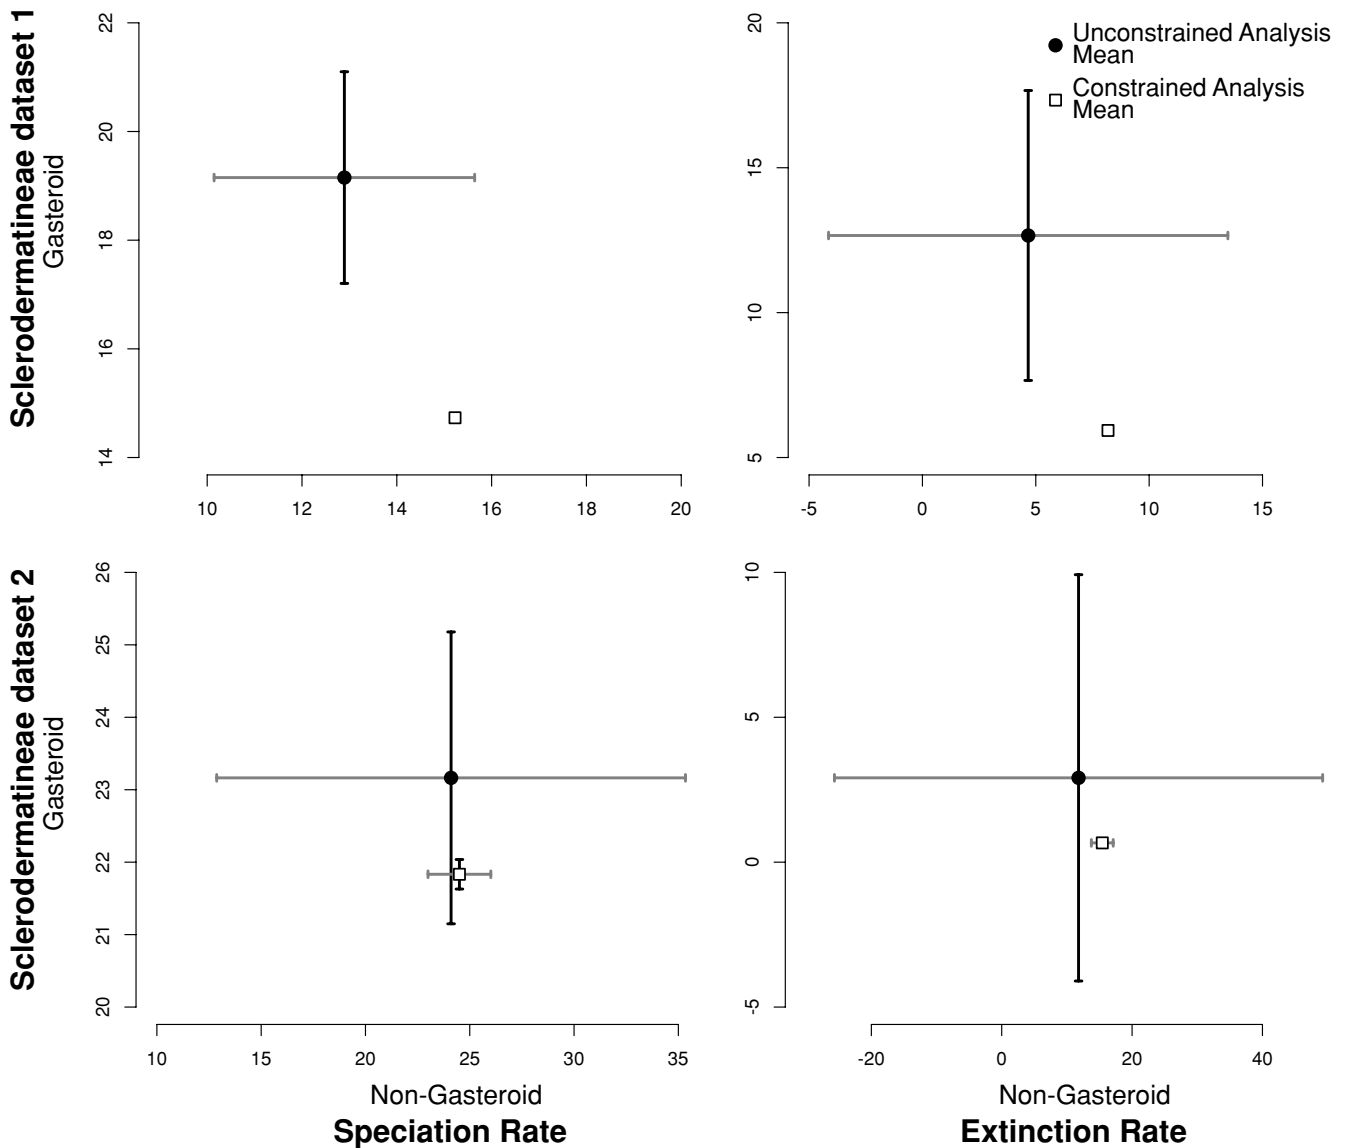 Sclerodermatineae dataset 1
Gasteroid
22
20
18
16
14
10 12 14 16 18 20
20
15
10
5
-5 0 5 10 15
Unconstrained Analysis
Mean
Constrained Analysis
Mean
Sclerodermatineae dataset 2
Gasteroid
26
25
24
23
22
21
20
10 15 20 25 30 35
Non-Gasteroid
Speciation Rate
10
5
0
-5
-20 0 20 40
Non-Gasteroid
Extinction Rate